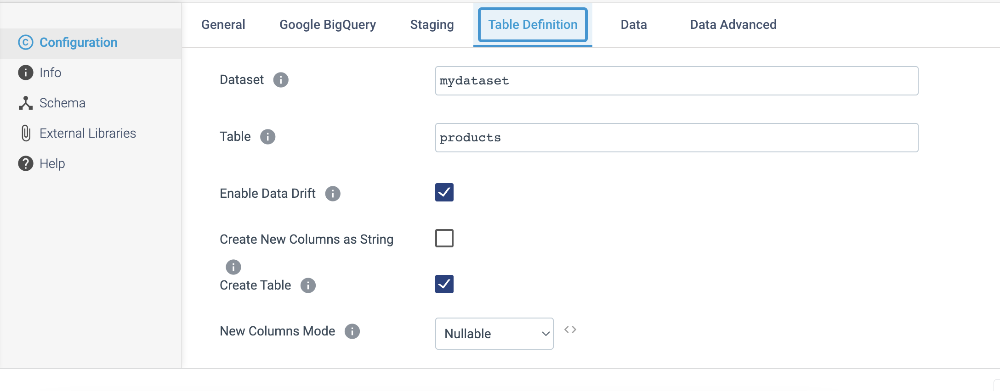 General
Google BigQuery
Staging
Table Definition
Data
Data Advanced
Configuration
Info
Schema
External Libraries
Help
Dataset
mydataset
Table
products
Enable Data Drift
Create New Columns as String
Create Table
New Columns Mode
Nullable